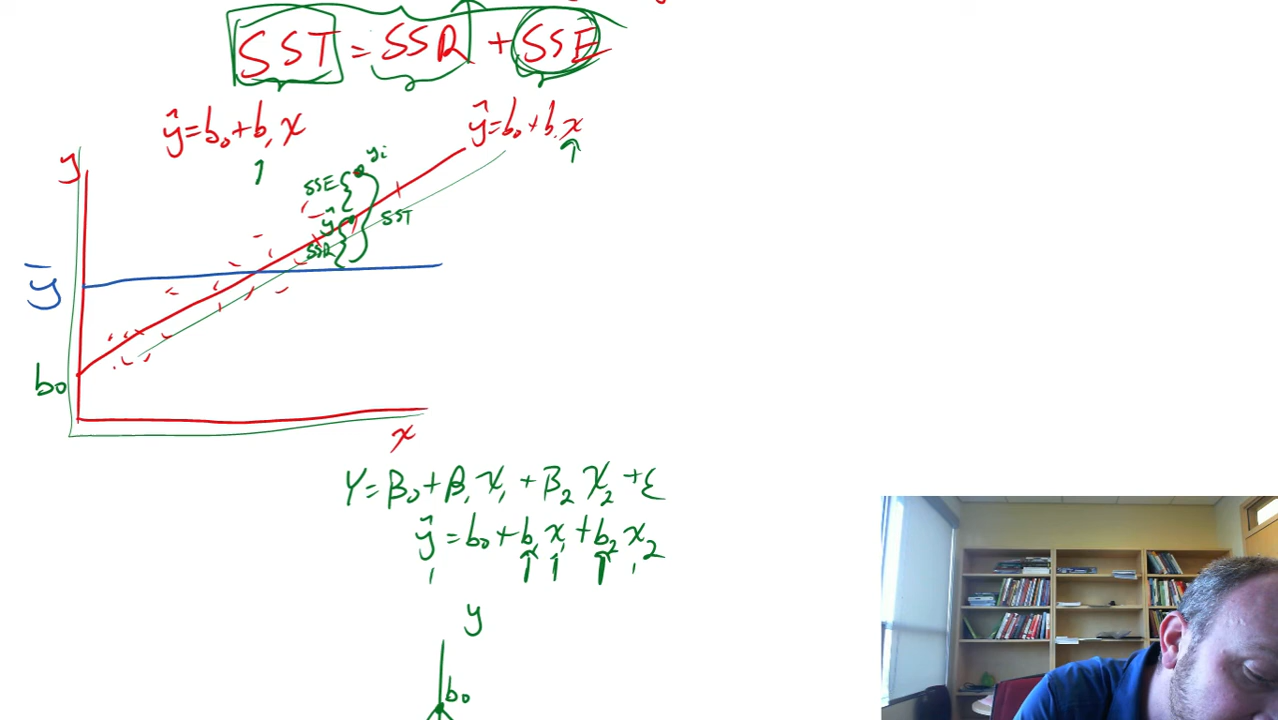 SST = SSR + SSE
ŷ = b₀ + b₁x
ŷ = b₀ + b₁x
y
yᵢ
SSE
ŷ
SST
SSR
ȳ
b₀
x
Y = β₀ + β₁x₁ + β₂x₂ + ε
ŷ = b₀ + b₁x₁ + b₂x₂
y
b₀